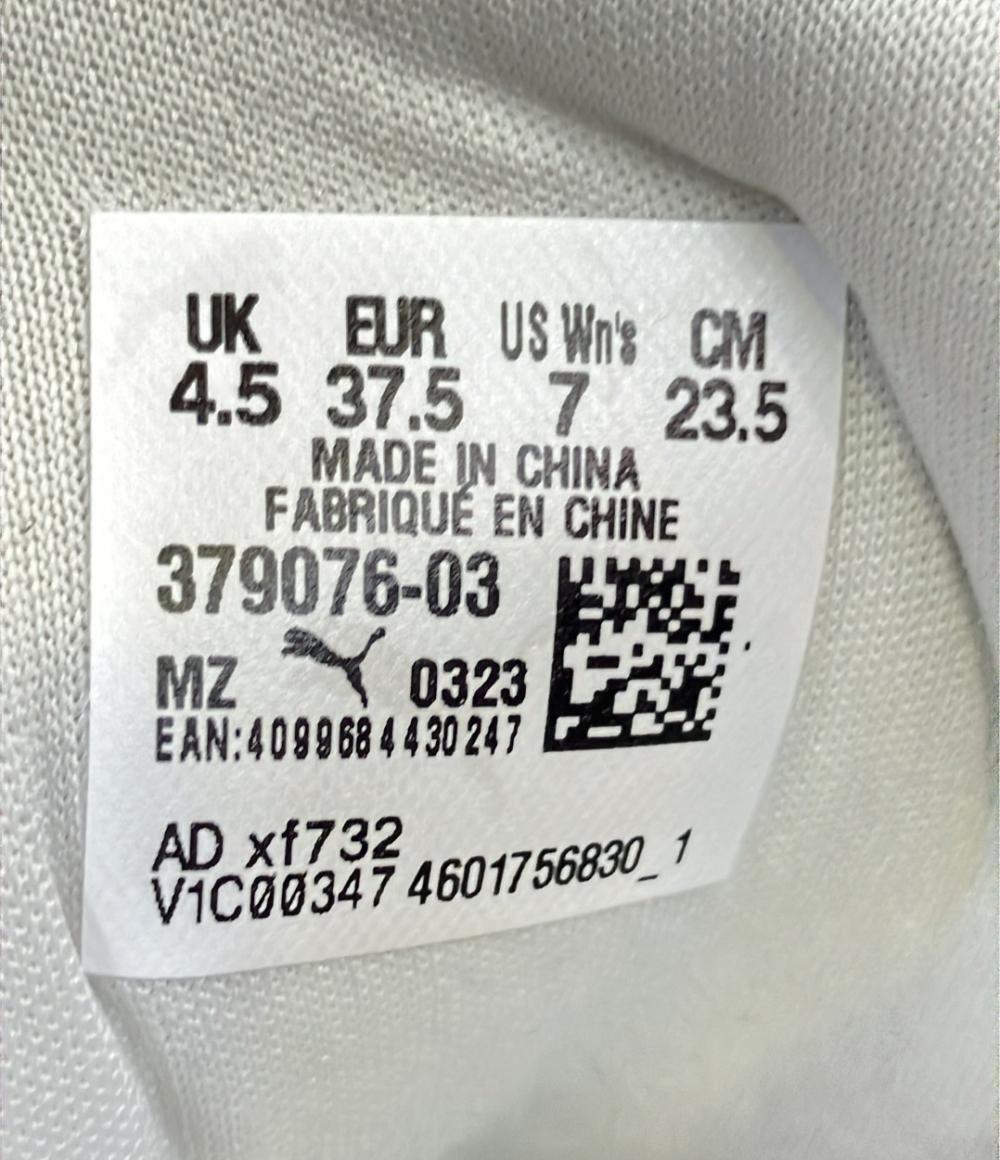 UK EUR US Wn's CM
4.5 37.5 7 23.5
MADE IN CHINA
FABRIQUÉ EN CHINE
379076-03
MZ 0323
EAN:4099684430247
AD xf732
V1C00347 4601756830_1